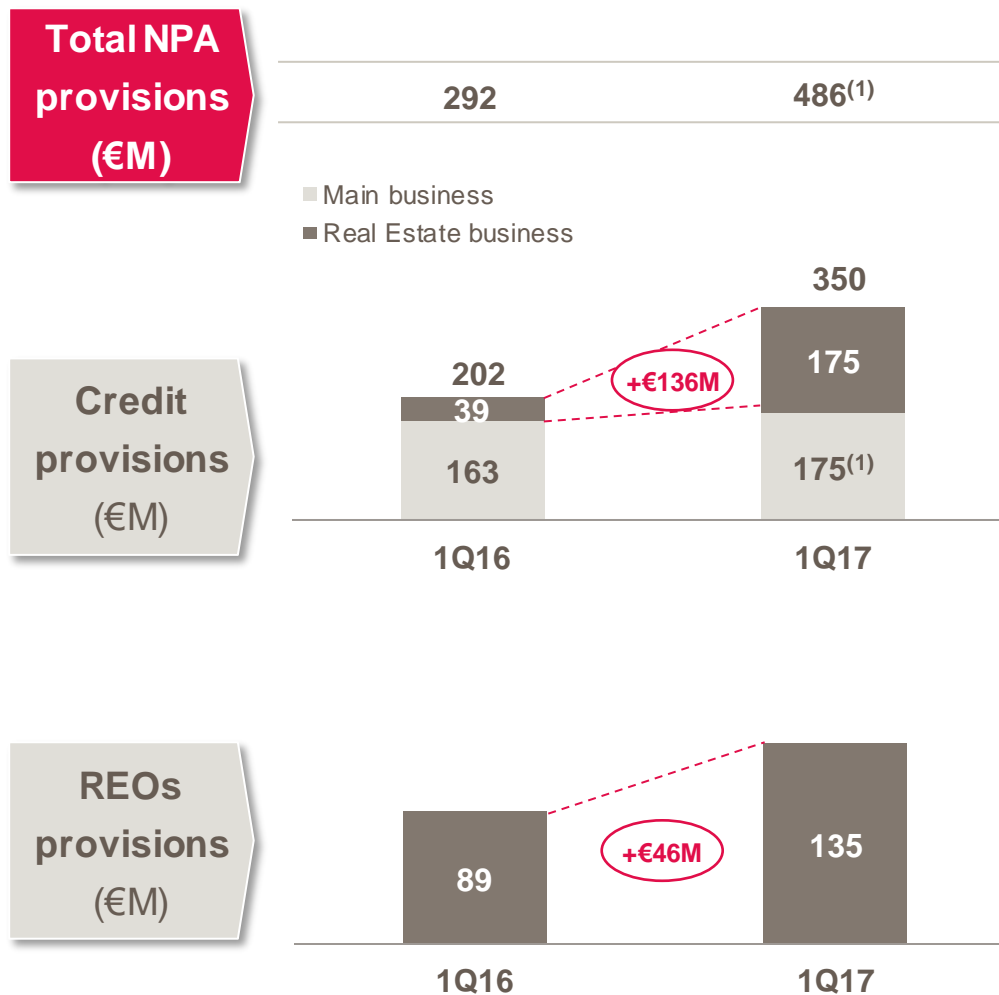 Total NPA
provisions
(€M)
292 486(1)
Main business
Real Estate business
Credit
provisions
(€M)
202
39
163
+€136M
350
175
175(1)
1Q16 1Q17
REOs
provisions
(€M)
89
+€46M
135
1Q16 1Q17